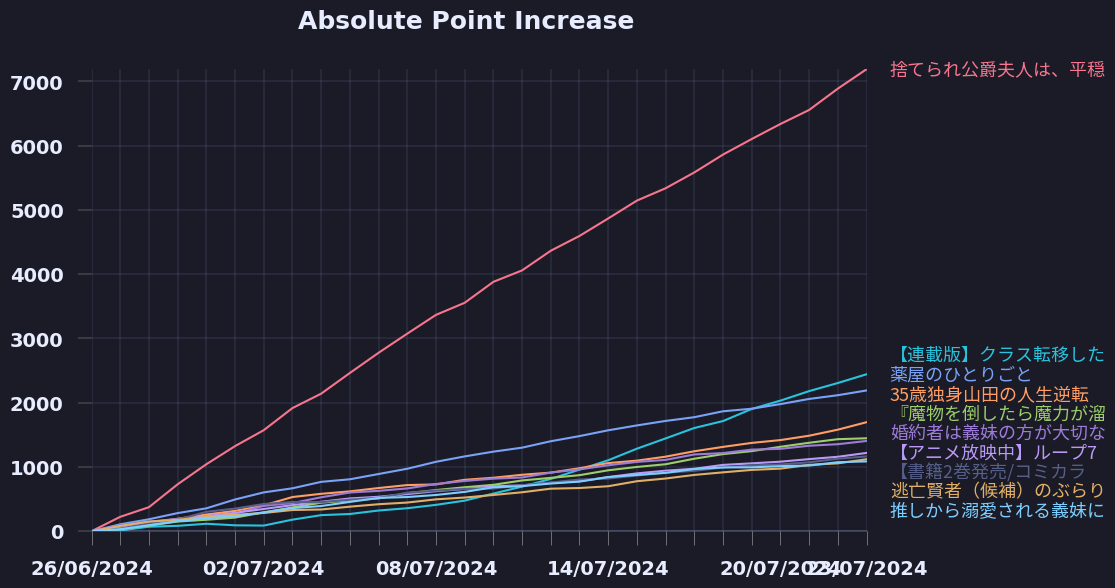 Absolute Point Increase
7000
6000
5000
4000
3000
2000
1000
0
26/06/2024
02/07/2024
08/07/2024
14/07/2024
20/07/2024
23/07/2024
捨てられ公爵夫人は、平穏
【連載版】クラス転移した
薬屋のひとりごと
35歳独身山田の人生逆転
『魔物を倒したら魔力が溜
婚約者は義妹の方が大切な
【アニメ放映中】ループ7
【書籍2巻発売/コミカラ
逃亡賢者（候補）のぶらり
推しから溺愛される義妹に